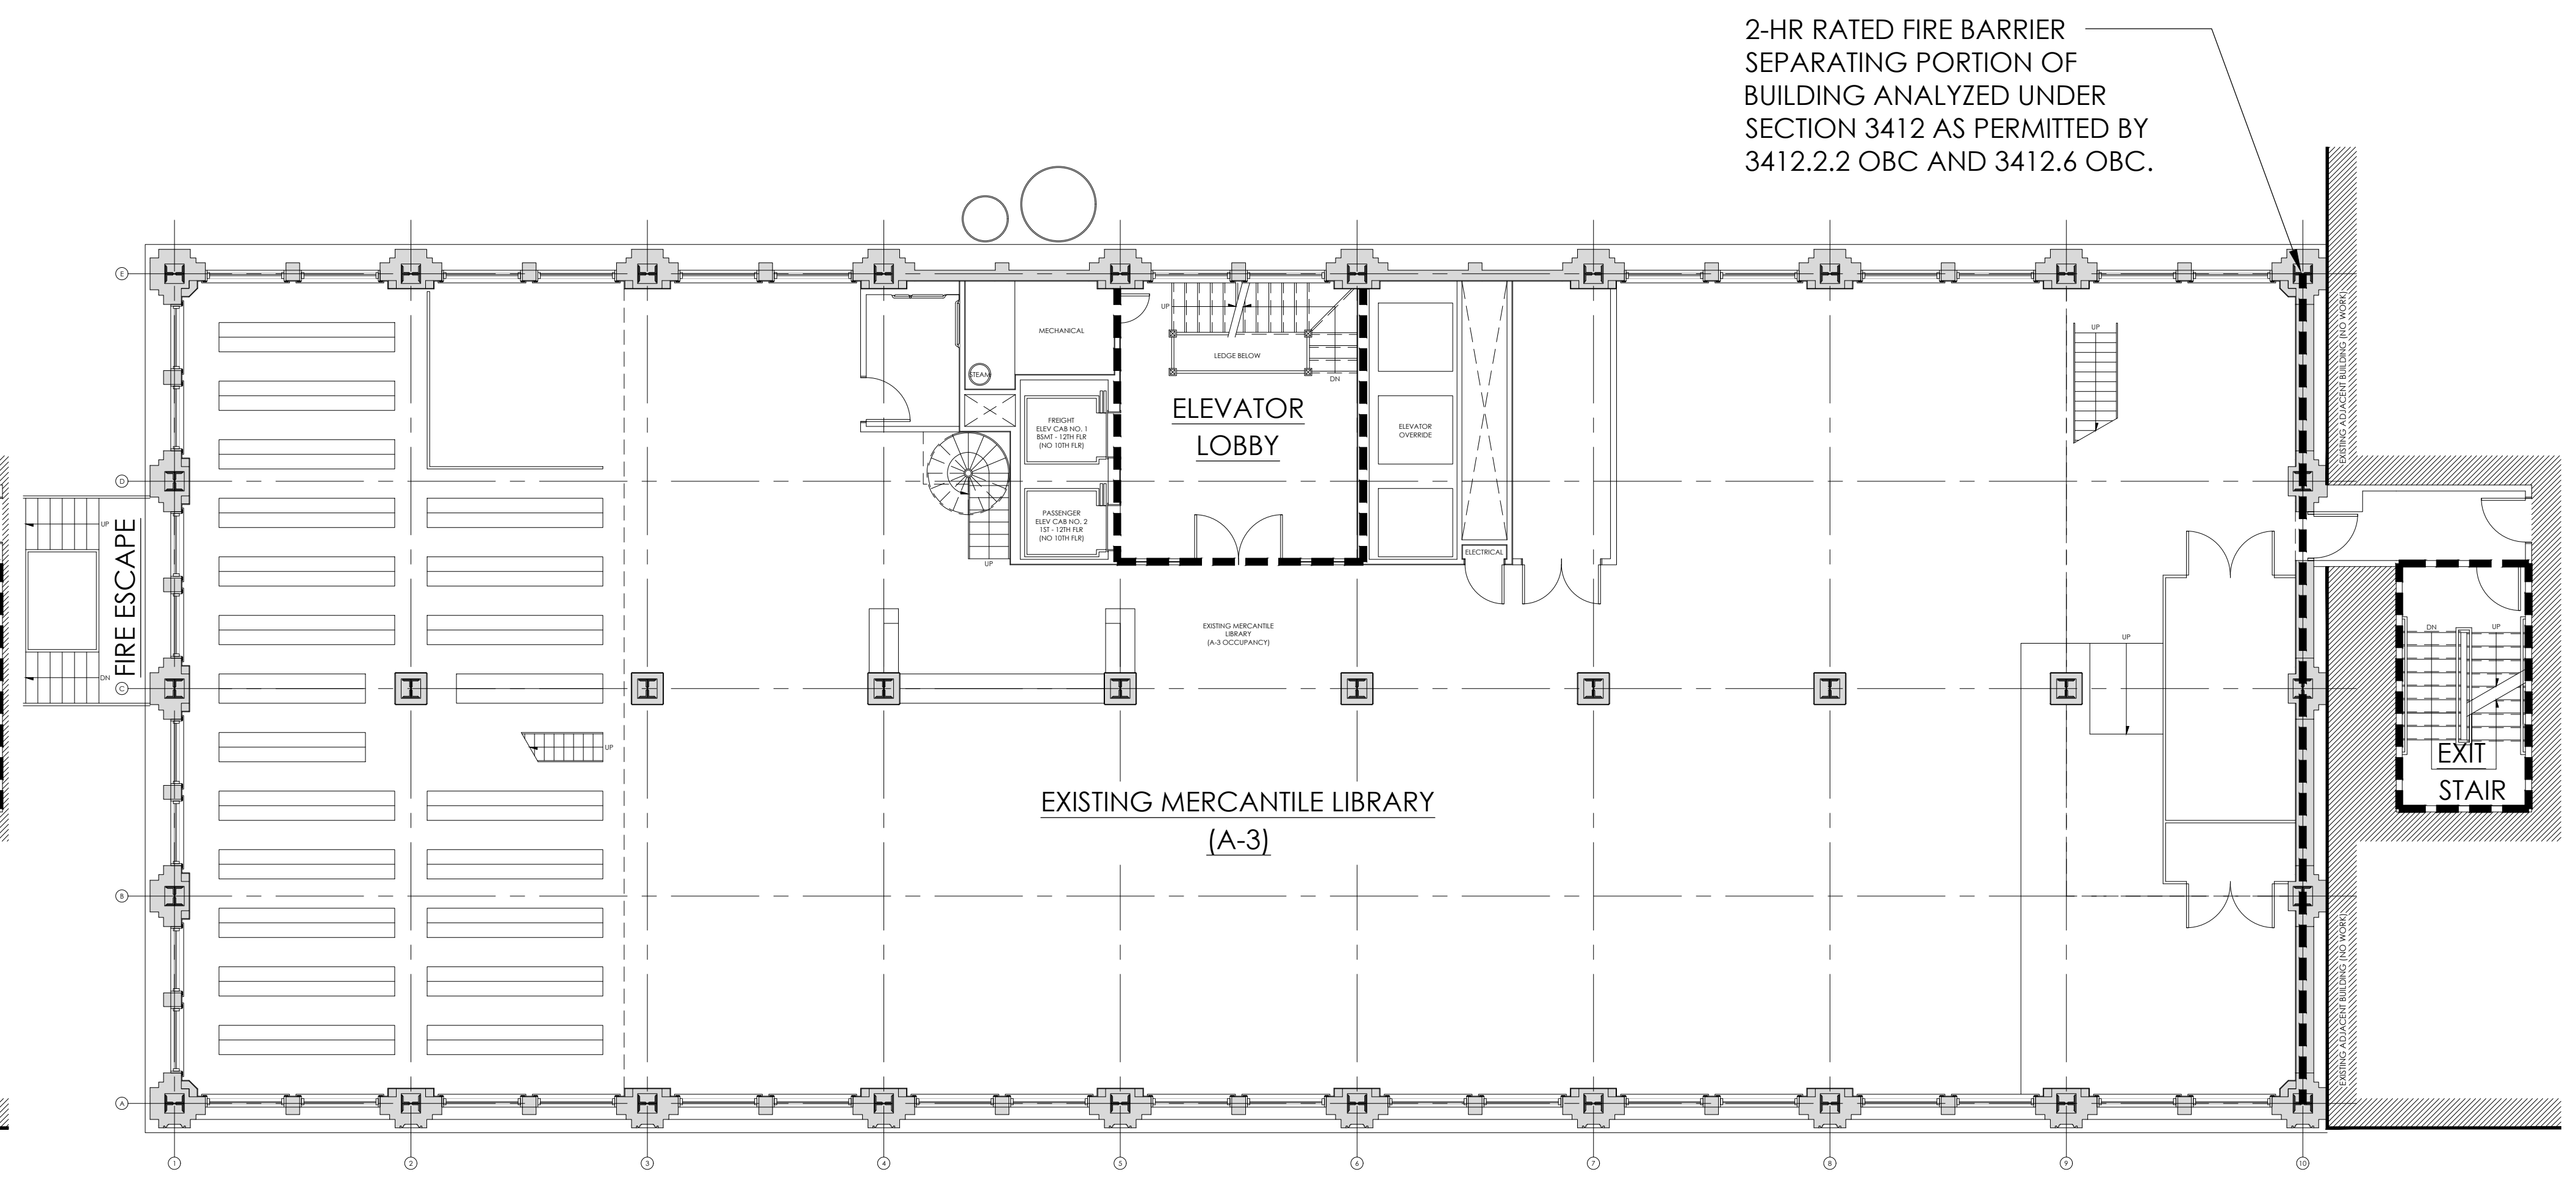 2-HR RATED FIRE BARRIER
SEPARATING PORTION OF
BUILDING ANALYZED UNDER
SECTION 3412 AS PERMITTED BY
3412.2.2 OBC AND 3412.6 OBC.
E
D
C
B
A
FIRE ESCAPE
UP
DN
MECHANICAL
STEAM
FREIGHT
ELEV CAB NO. 1
BSMT - 12TH FLR
(NO 10TH FLR)
PASSENGER
ELEV CAB NO. 2
1ST - 12TH FLR
(NO 10TH FLR)
UP
UP
LEDGE BELOW
DN
ELEVATOR
LOBBY
ELEVATOR
OVERRIDE
ELECTRICAL
EXISTING MERCANTILE
LIBRARY
(A-3 OCCUPANCY)
UP
UP
UP
EXISTING MERCANTILE LIBRARY
(A-3)
EXISTING ADJACENT BUILDING (NO WORK)
EXISTING ADJACENT BUILDING (NO WORK)
DN
UP
EXIT
STAIR
1
2
3
4
5
6
7
8
9
10